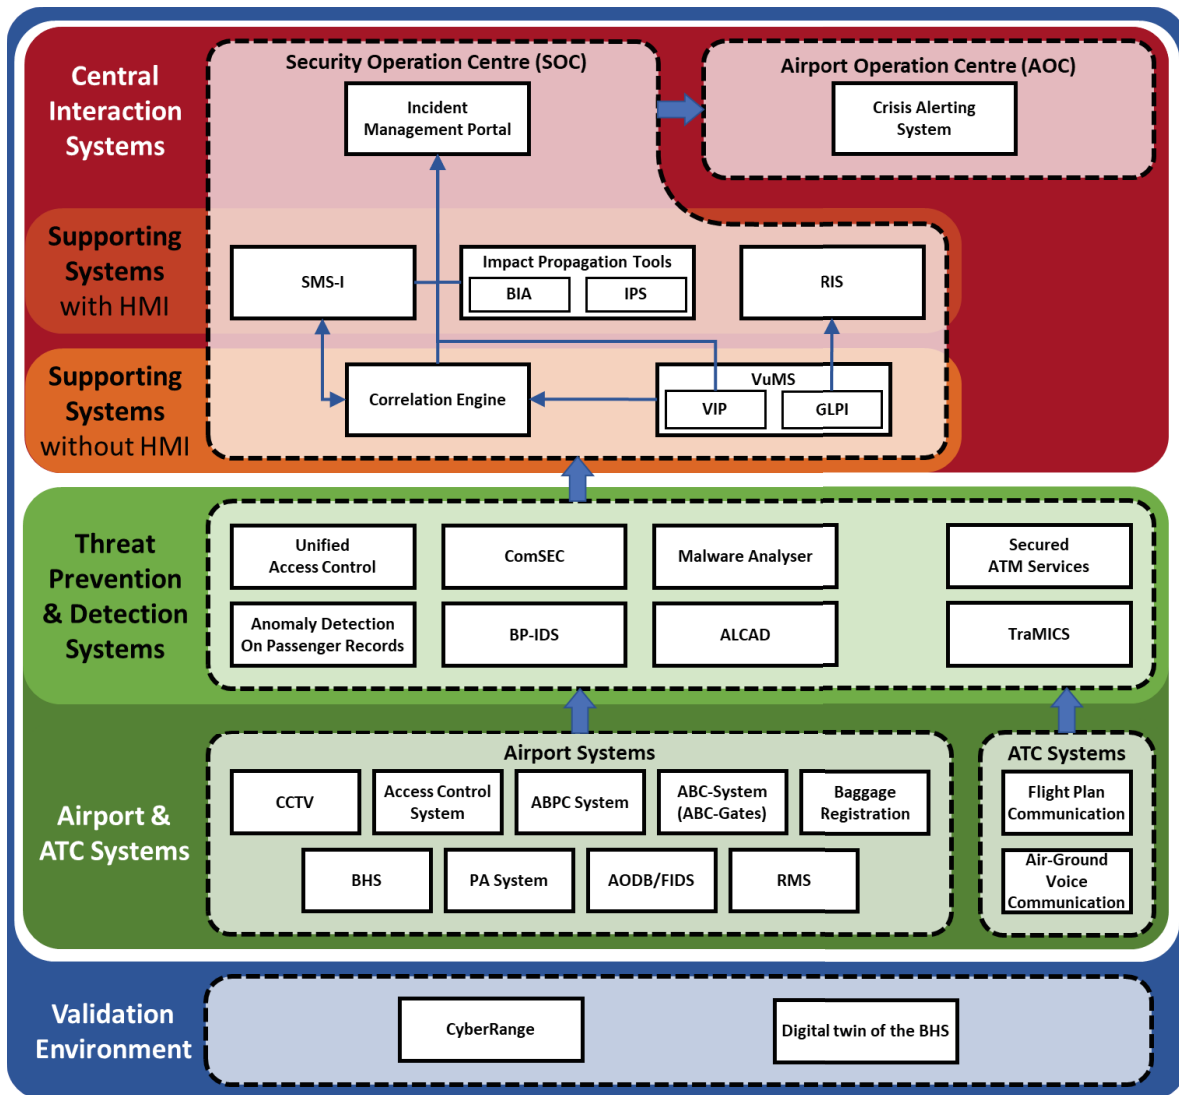 Central
Interaction
Systems
Security Operation Centre (SOC)
Incident
Management Portal
Airport Operation Centre (AOC)
Crisis Alerting
System
Supporting
Systems
with HMI
SMS-I
Impact Propagation Tools
BIA
IPS
RIS
Supporting
Systems
without HMI
Correlation Engine
VuMS
VIP
GLPI
Threat
Prevention
& Detection
Systems
Unified
Access Control
ComSEC
Malware Analyser
Secured
ATM Services
Anomaly Detection
On Passenger Records
BP-IDS
ALCAD
TraMICS
Airport &
ATC Systems
Airport Systems
CCTV
Access Control
System
ABPC System
ABC-System
(ABC-Gates)
Baggage
Registration
BHS
PA System
AODB/FIDS
RMS
ATC Systems
Flight Plan
Communication
Air-Ground
Voice
Communication
Validation
Environment
CyberRange
Digital twin of the BHS